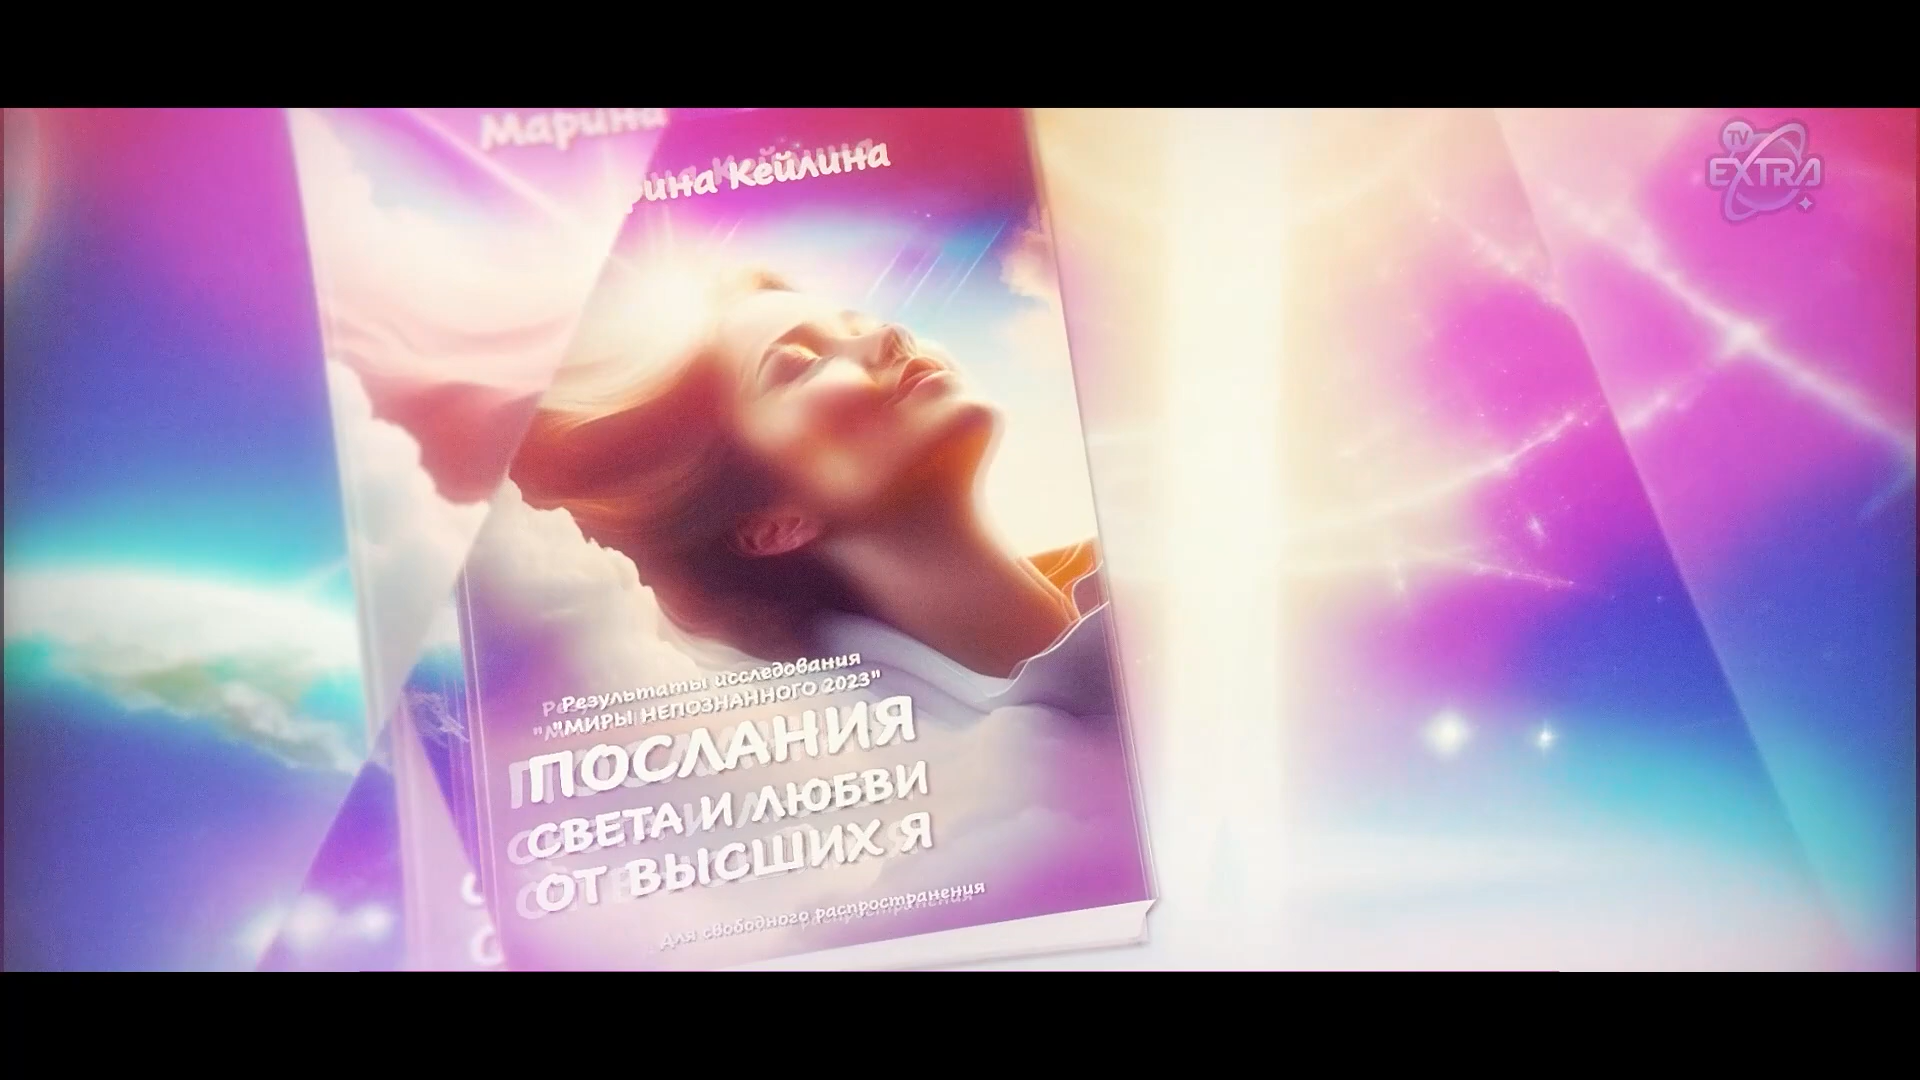 Марина
рина Кейлина
TV
EXTRA
Результаты исследования
"МИРЫ НЕПОЗНАННОГО 2023"
ПОСЛАНИЯ
СВЕТА И ЛЮБВИ
ОТ ВЫСШИХ Я
Для свободного распространения